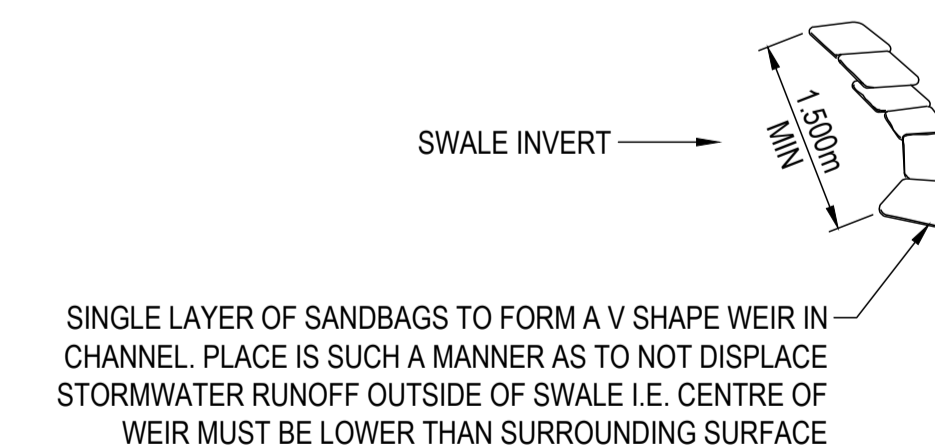 1.500m
MIN
SWALE INVERT
SINGLE LAYER OF SANDBAGS TO FORM A V SHAPE WEIR IN
CHANNEL. PLACE IS SUCH A MANNER AS TO NOT DISPLACE
STORMWATER RUNOFF OUTSIDE OF SWALE I.E. CENTRE OF
WEIR MUST BE LOWER THAN SURROUNDING SURFACE